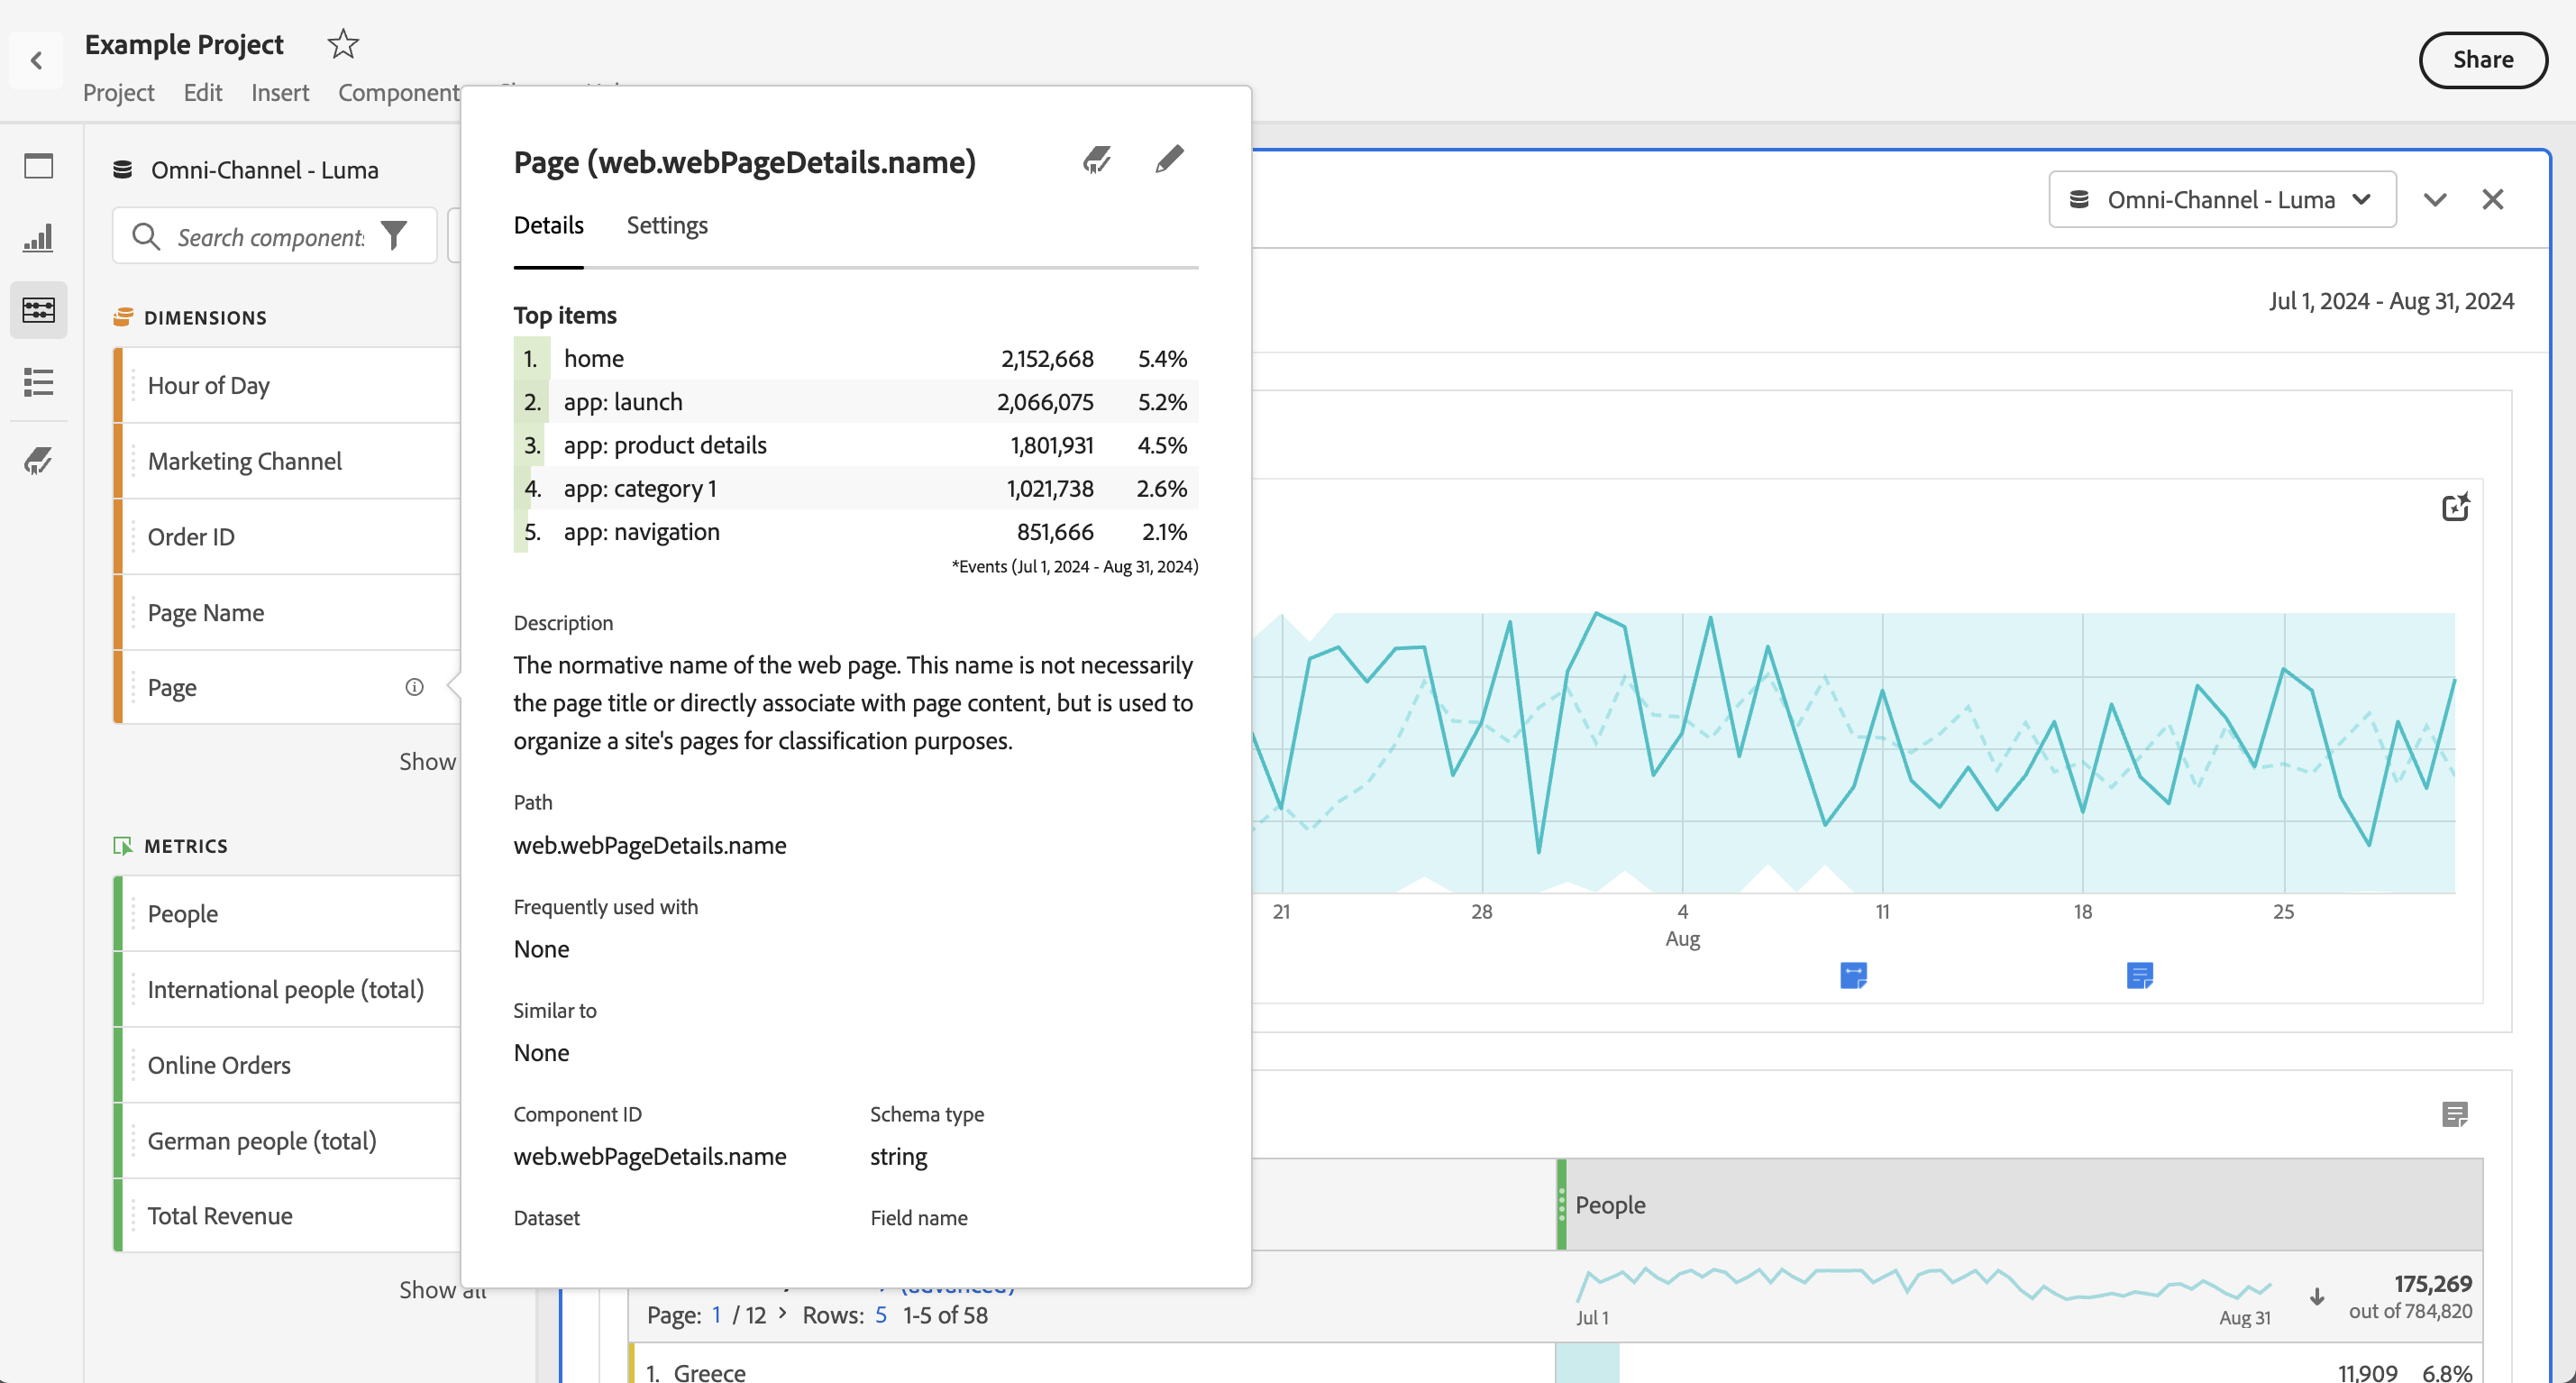 Example Project
Share
Project Edit Insert Component
Omni-Channel - Luma
Search component
DIMENSIONS
Hour of Day
Marketing Channel
Order ID
Page Name
Page
Show
METRICS
People
International people (total)
Online Orders
German people (total)
Total Revenue
Show all
Page (web.webPageDetails.name)
Details Settings
Top items
1. home 2,152,668 5.4%
2. app: launch 2,066,075 5.2%
3. app: product details 1,801,931 4.5%
4. app: category 1 1,021,738 2.6%
5. app: navigation 851,666 2.1%
*Events (Jul 1, 2024 - Aug 31, 2024)
Description
The normative name of the web page. This name is not necessarily
the page title or directly associate with page content, but is used to
organize a site's pages for classification purposes.
Path
web.webPageDetails.name
Frequently used with
None
Similar to
None
Component ID Schema type
web.webPageDetails.name string
Dataset Field name
Omni-Channel - Luma
Jul 1, 2024 - Aug 31, 2024
21 28 4 11 18 25
Aug
People
(advanced)
Page: 1 / 12 > Rows: 5 1-5 of 58
Jul 1 Aug 31
175,269
out of 784,820
1. Greece 11,909 6.8%